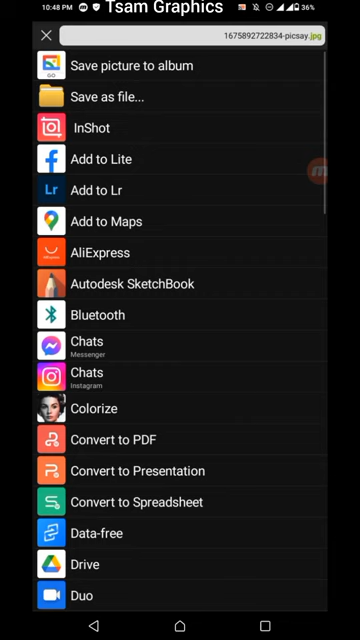 10:48 PM
Tsam Graphics
36%
1675892722834-picsay.jpg
GO
Save picture to album
Save as file...
InShot
Add to Lite
Lr
Add to Lr
Add to Maps
AliExpress
Autodesk SketchBook
Bluetooth
Chats
Messenger
Chats
Instagram
Colorize
Convert to PDF
Convert to Presentation
Convert to Spreadsheet
Data-free
Drive
Duo